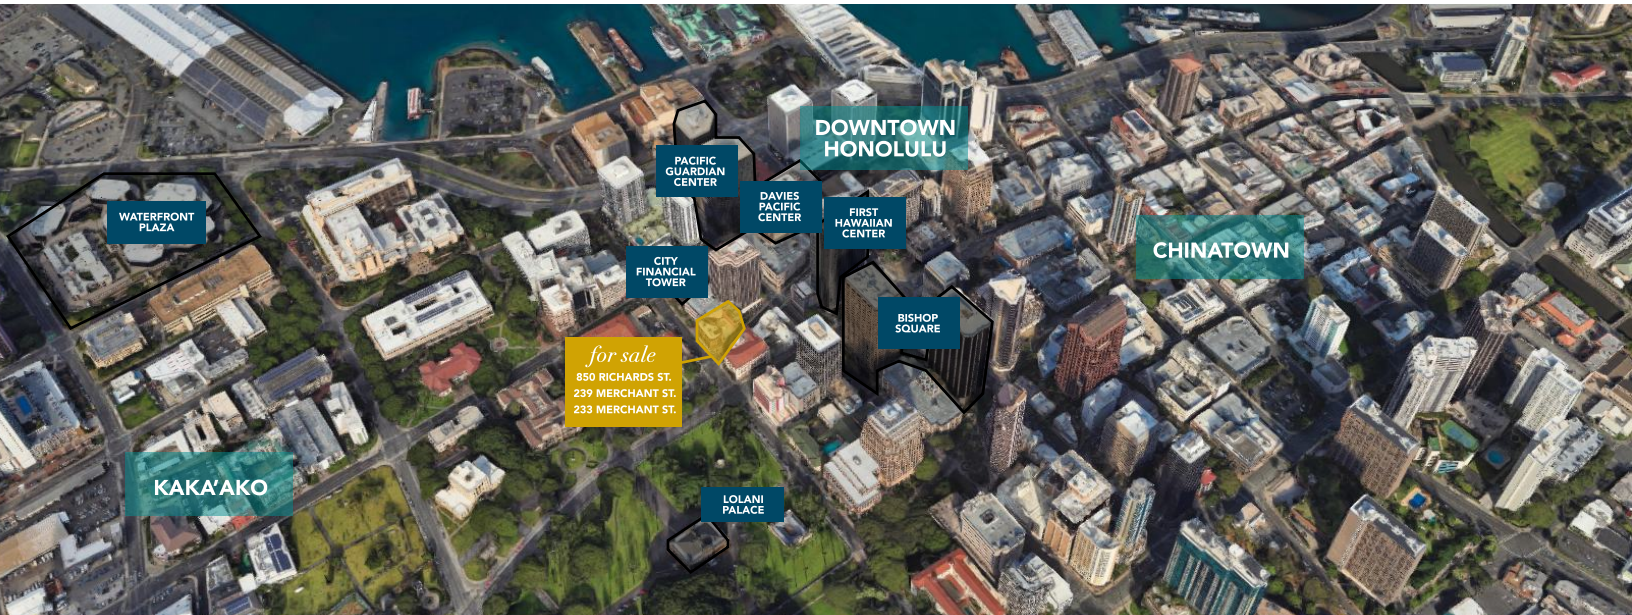 DOWNTOWN
HONOLULU
PACIFIC
GUARDIAN
CENTER
DAVIES
PACIFIC
CENTER
FIRST
HAWAIIAN
CENTER
WATERFRONT
PLAZA
CHINATOWN
CITY
FINANCIAL
TOWER
BISHOP
SQUARE
for sale
850 RICHARDS ST.
239 MERCHANT ST.
233 MERCHANT ST.
KAKA'AKO
LOLANI
PALACE